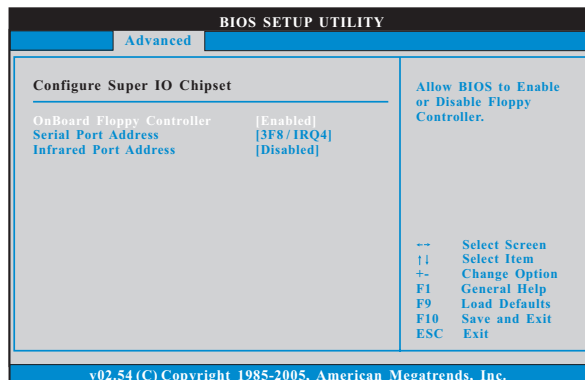 BIOS SETUP UTILITY
Advanced
Configure Super IO Chipset
OnBoard Floppy Controller [Enabled]
Serial Port Address [3F8 / IRQ4]
Infrared Port Address [Disabled]
Allow BIOS to Enable
or Disable Floppy
Controller.
←→ Select Screen
↑↓ Select Item
+- Change Option
F1 General Help
F9 Load Defaults
F10 Save and Exit
ESC Exit
v02.54 (C) Copyright 1985-2005, American Megatrends, Inc.